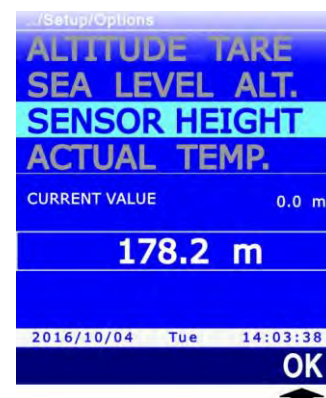 .../Setup/Options
ALTITUDE TARE
SEA LEVEL ALT.
SENSOR HEIGHT
ACTUAL TEMP.
CURRENT VALUE 0.0 m
178.2 m
2016/10/04 Tue 14:03:38
OK